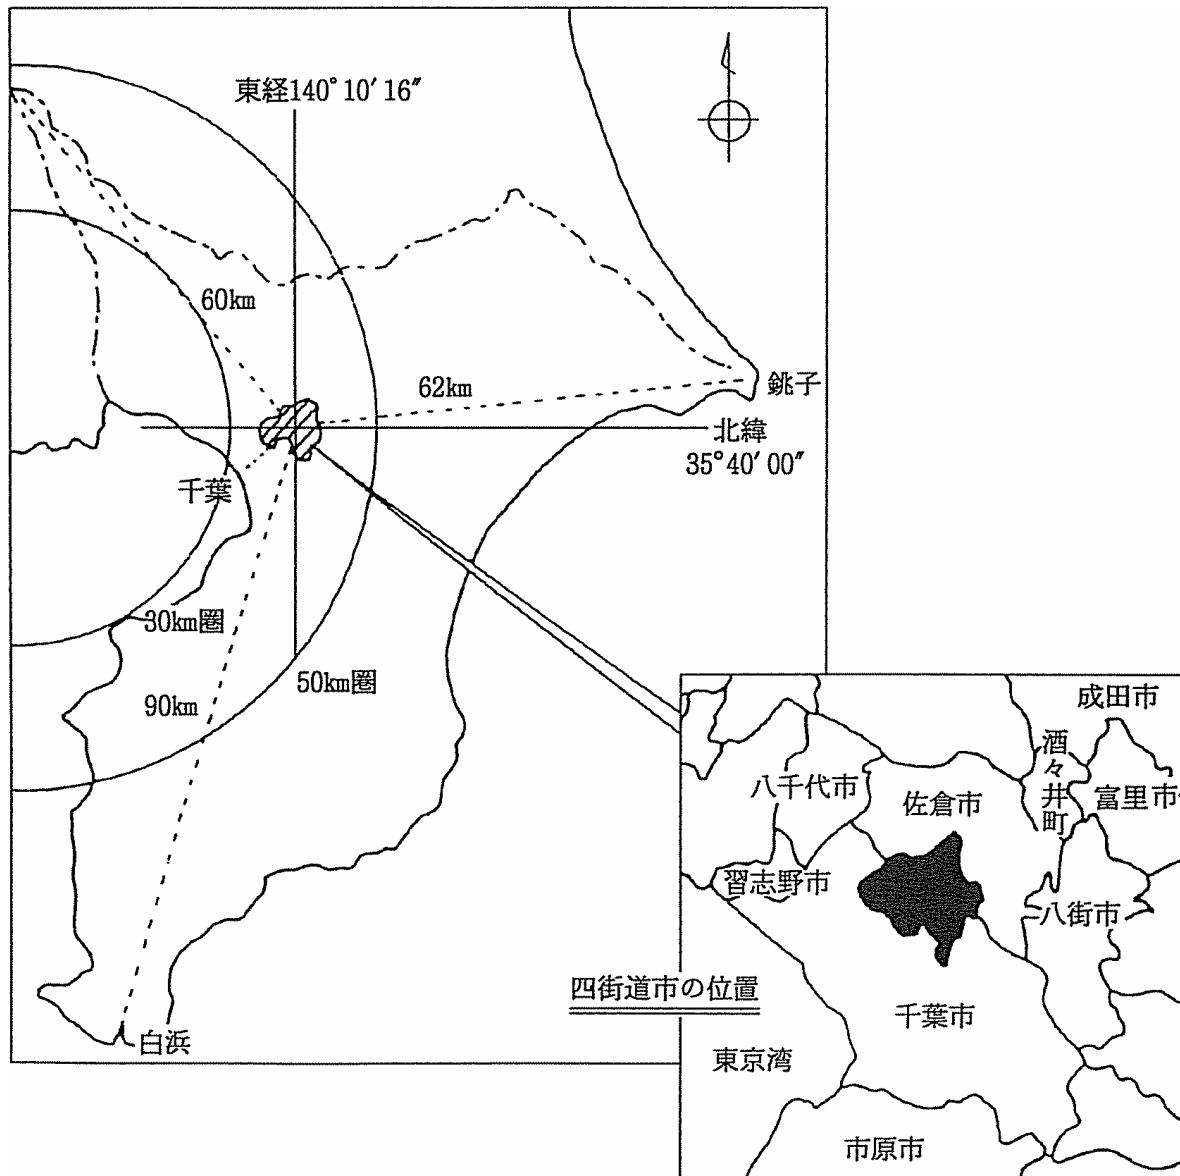 東経140°10′16″
60km
62km
銚子
北緯
35°40′00″
千葉
30km圏
50km圏
90km
白浜
成田市
酒々井町
八千代市
佐倉市
富里市
習志野市
八街市
四街道市の位置
千葉市
東京湾
市原市